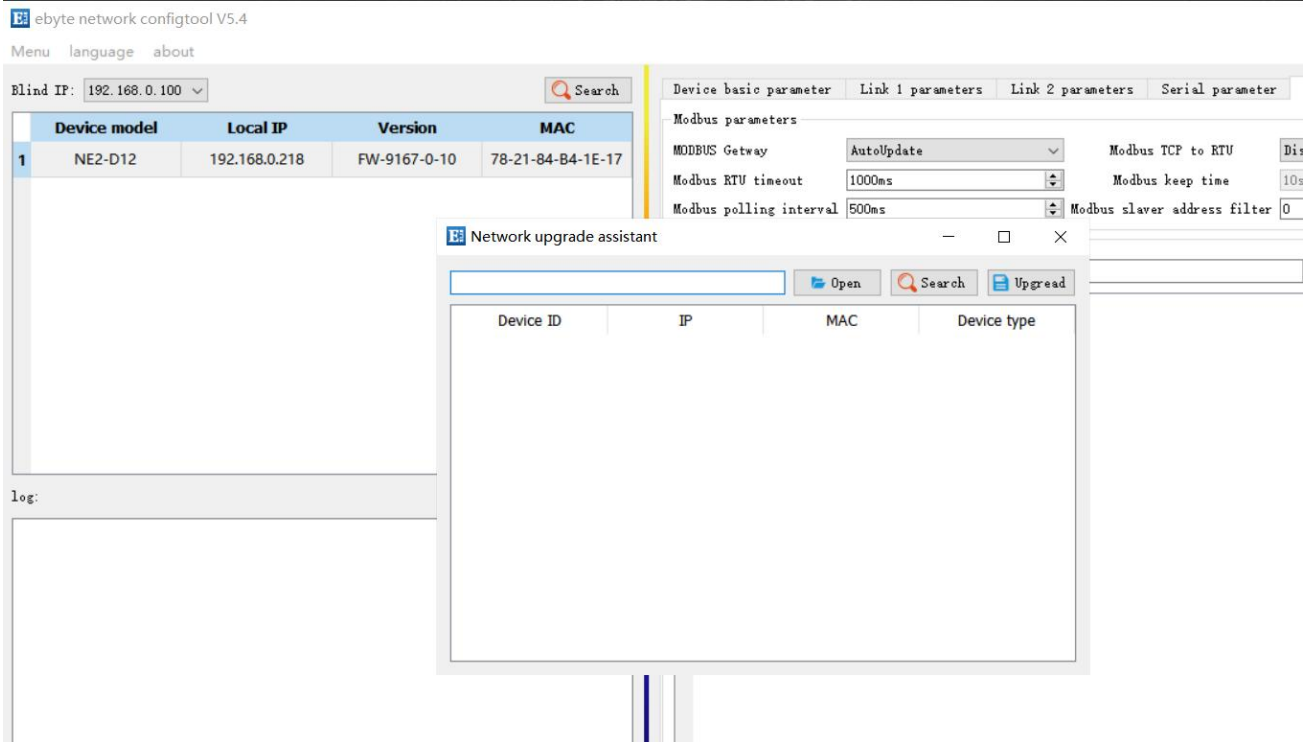 ebyte network configtool V5.4
Menu language about
Blind IP: 192.168.0.100 Search
Device model Local IP Version MAC
1 NE2-D12 192.168.0.218 FW-9167-0-10 78-21-84-B4-1E-17
log:
Device basic parameter Link 1 parameters Link 2 parameters Serial parameter
Modbus parameters
MODBUS Getway AutoUpdate Modbus TCP to RTU Dis
Modbus RTU timeout 1000ms Modbus keep time 10s
Modbus polling interval 500ms Modbus slaver address filter 0
Network upgrade assistant
Open Search Upgread
Device ID IP MAC Device type